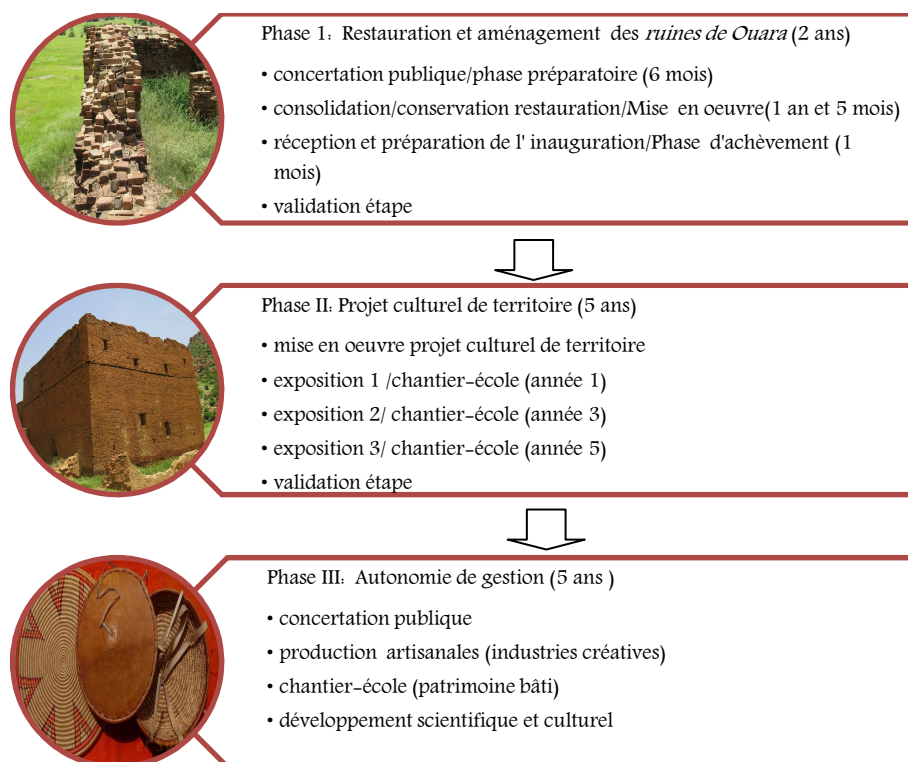 Phase 1: Restauration et aménagement des ruines de Ouara (2 ans)
• concertation publique/phase préparatoire (6 mois)
• consolidation/conservation restauration/Mise en oeuvre(1 an et 5 mois)
• réception et préparation de l' inauguration/Phase d'achèvement (1
mois)
• validation étape
Phase II: Projet culturel de territoire (5 ans)
• mise en oeuvre projet culturel de territoire
• exposition 1 /chantier-école (année 1)
• exposition 2/ chantier-école (année 3)
• exposition 3/ chantier-école (année 5)
• validation étape
Phase III: Autonomie de gestion (5 ans )
• concertation publique
• production artisanales (industries créatives)
• chantier-école (patrimoine bâti)
• développement scientifique et culturel